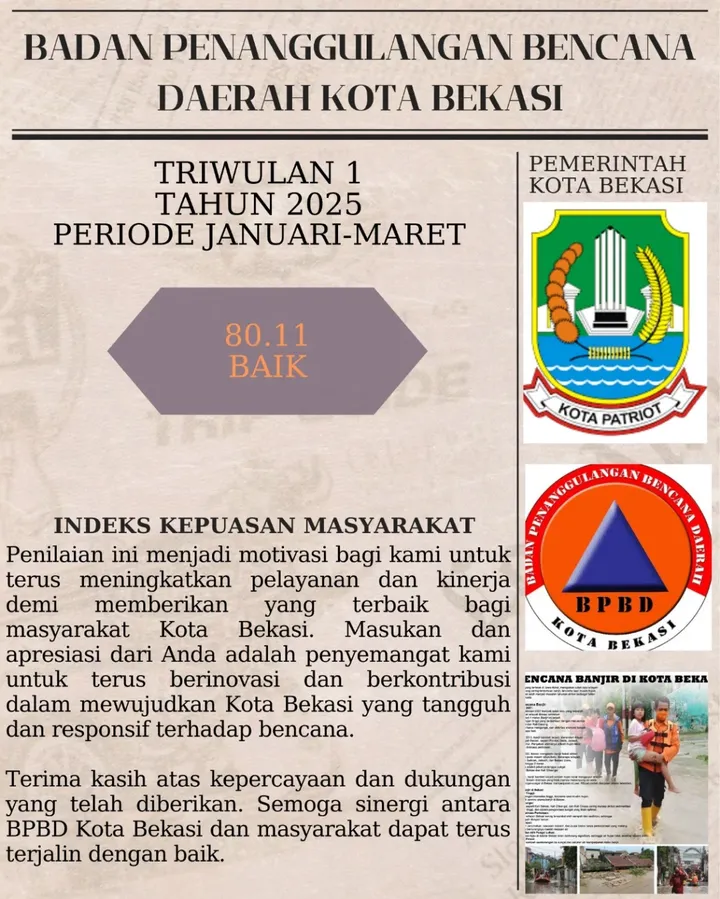 BADAN PENANGGULANGAN BENCANA
DAERAH KOTA BEKASI
TRIWULAN 1
TAHUN 2025
PERIODE JANUARI-MARET
80.11
BAIK
INDEKS KEPUASAN MASYARAKAT
Penilaian ini menjadi motivasi bagi kami untuk
terus meningkatkan pelayanan dan kinerja
demi memberikan yang terbaik bagi
masyarakat Kota Bekasi. Masukan dan
apresiasi dari Anda adalah penyemangat kami
untuk terus berinovasi dan berkontribusi
dalam mewujudkan Kota Bekasi yang tangguh
dan responsif terhadap bencana.
Terima kasih atas kepercayaan dan dukungan
yang telah diberikan. Semoga sinergi antara
BPBD Kota Bekasi dan masyarakat dapat terus
terjalin dengan baik.
PEMERINTAH
KOTA BEKASI
KOTA PATRIOT
BADAN PENANGGULANGAN BENCANA DAERAH
BPBD
KOTA BEKASI
ENCANA BANJIR DI KOTA BEKA